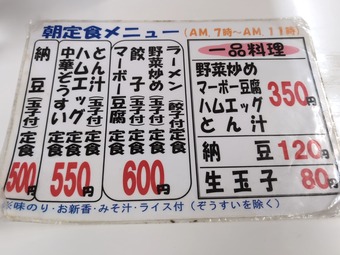 朝定食メニュー (AM.7時〜AM.11時)
ラーメン(餃子付)定食
野菜炒め定食
餃子(玉子付)定食
マーボー豆腐定食
600円
とん汁(玉子付)定食
ハムエッグ定食
中華ぞうすい定食
550円
納豆(玉子付)定食
500円
一品料理
野菜炒め
マーボー豆腐
ハムエッグ
とん汁
350円
納豆 120円
生玉子 80円
※味のり・お新香・みそ汁・ライス付(ぞうすいを除く)